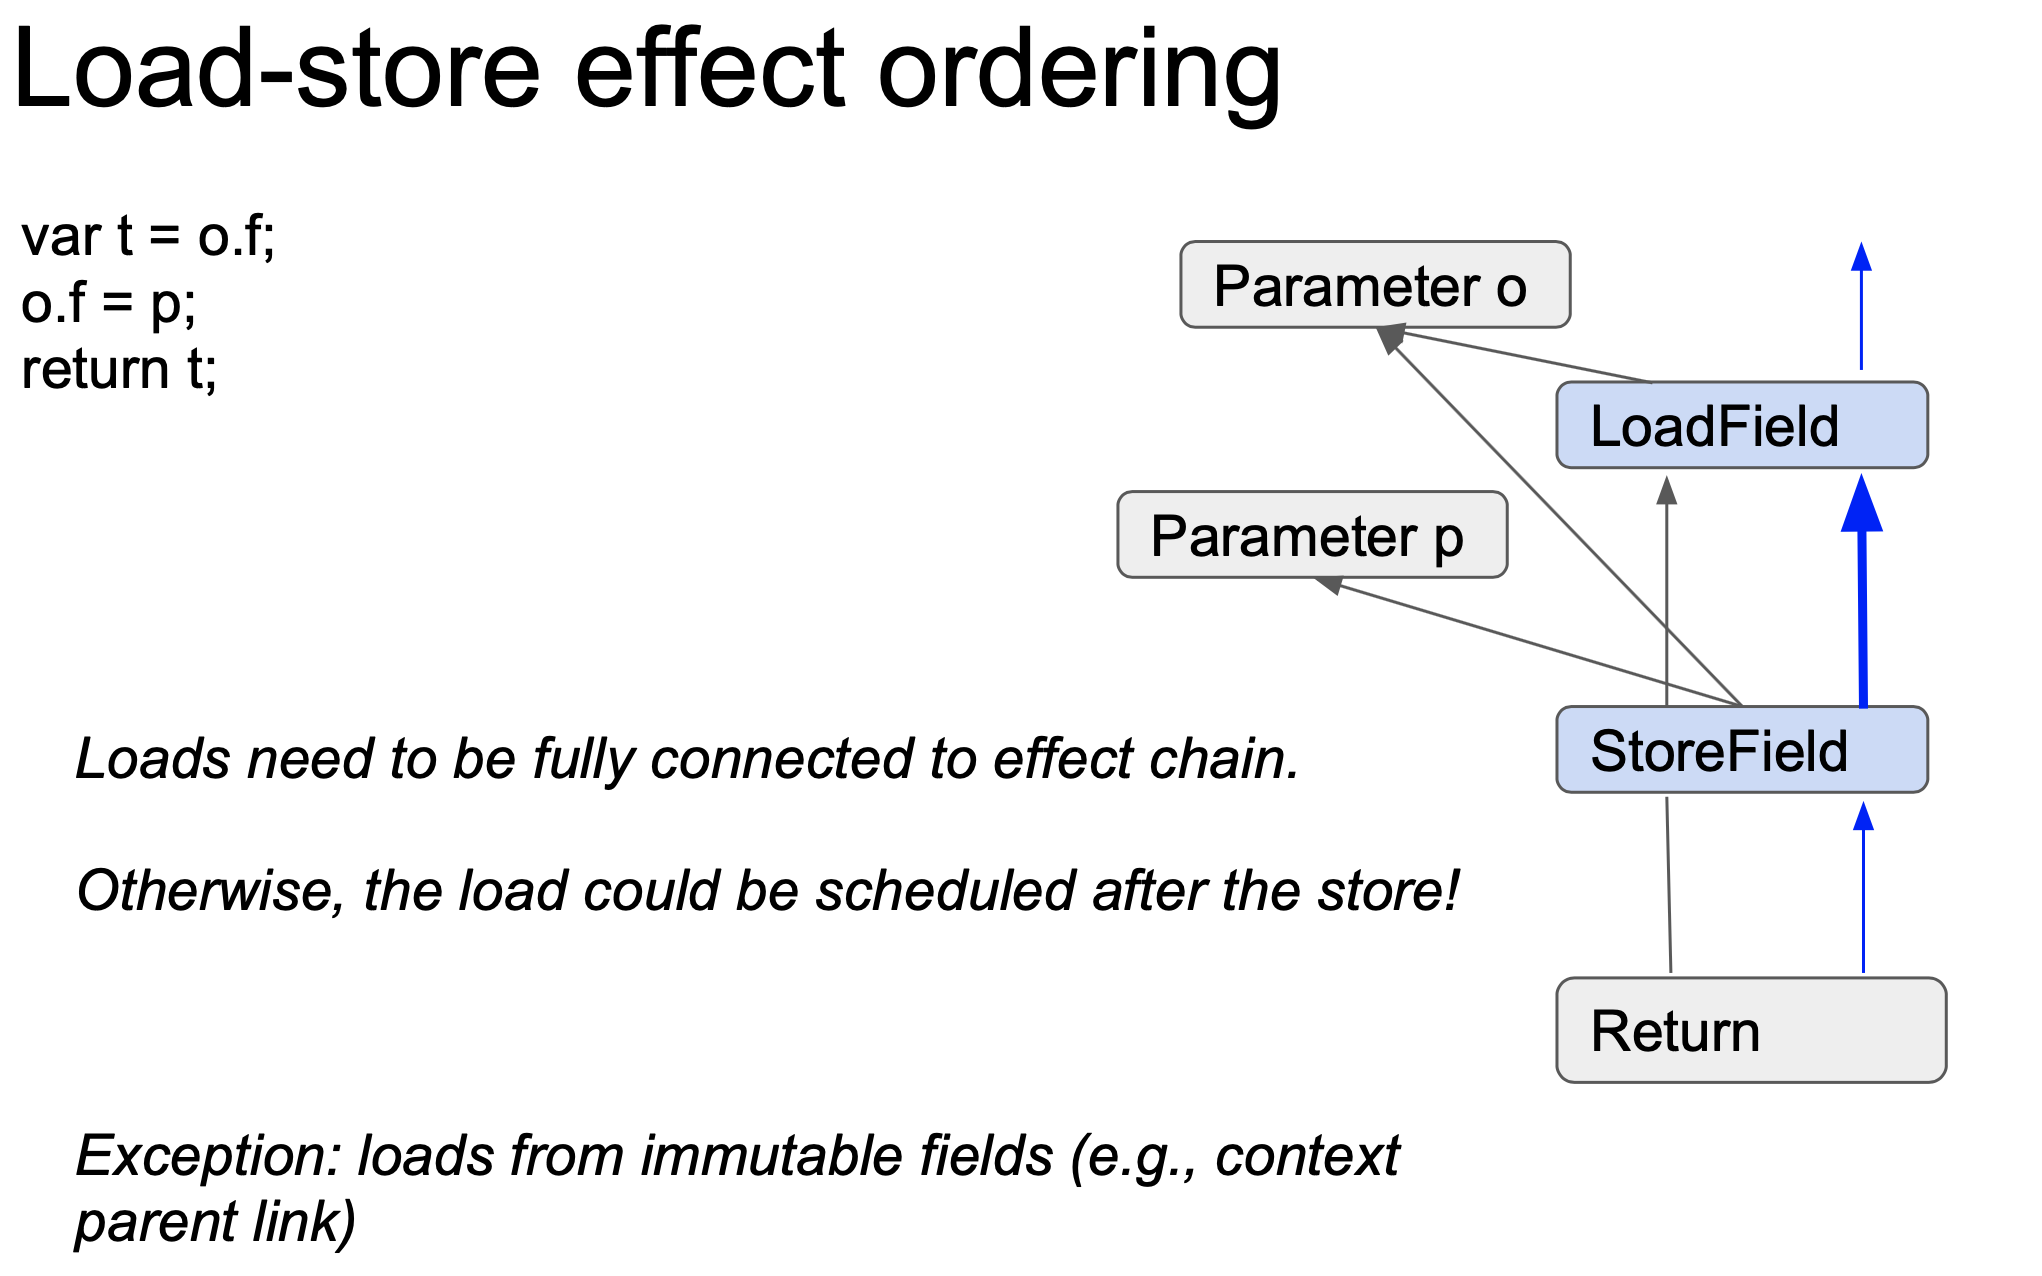 Load-store effect ordering
var t = o.f;
o.f = p;
return t;
Parameter o
LoadField
Parameter p
StoreField
Return
Loads need to be fully connected to effect chain.
Otherwise, the load could be scheduled after the store!
Exception: loads from immutable fields (e.g., context
parent link)